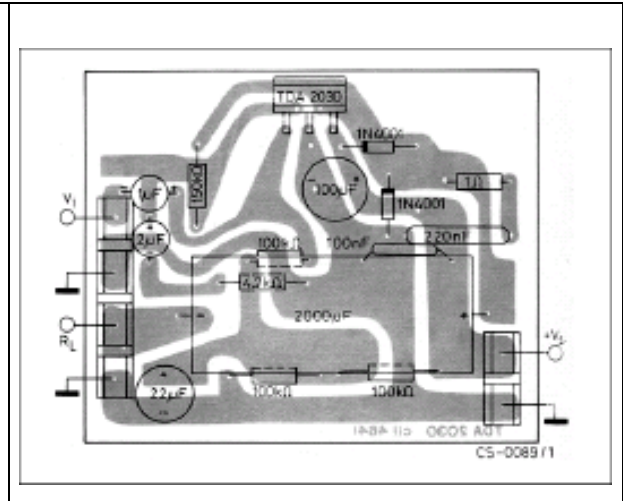 TDA 2030
1N4001
150kΩ
100µF
1Ω
1µF
1N4001
Vi
2µF
220nF
100kΩ
100nF
4,7kΩ
2000µF
RL
+Vs
22µF
100kΩ
100kΩ
TDA 2030
CS-0089/1